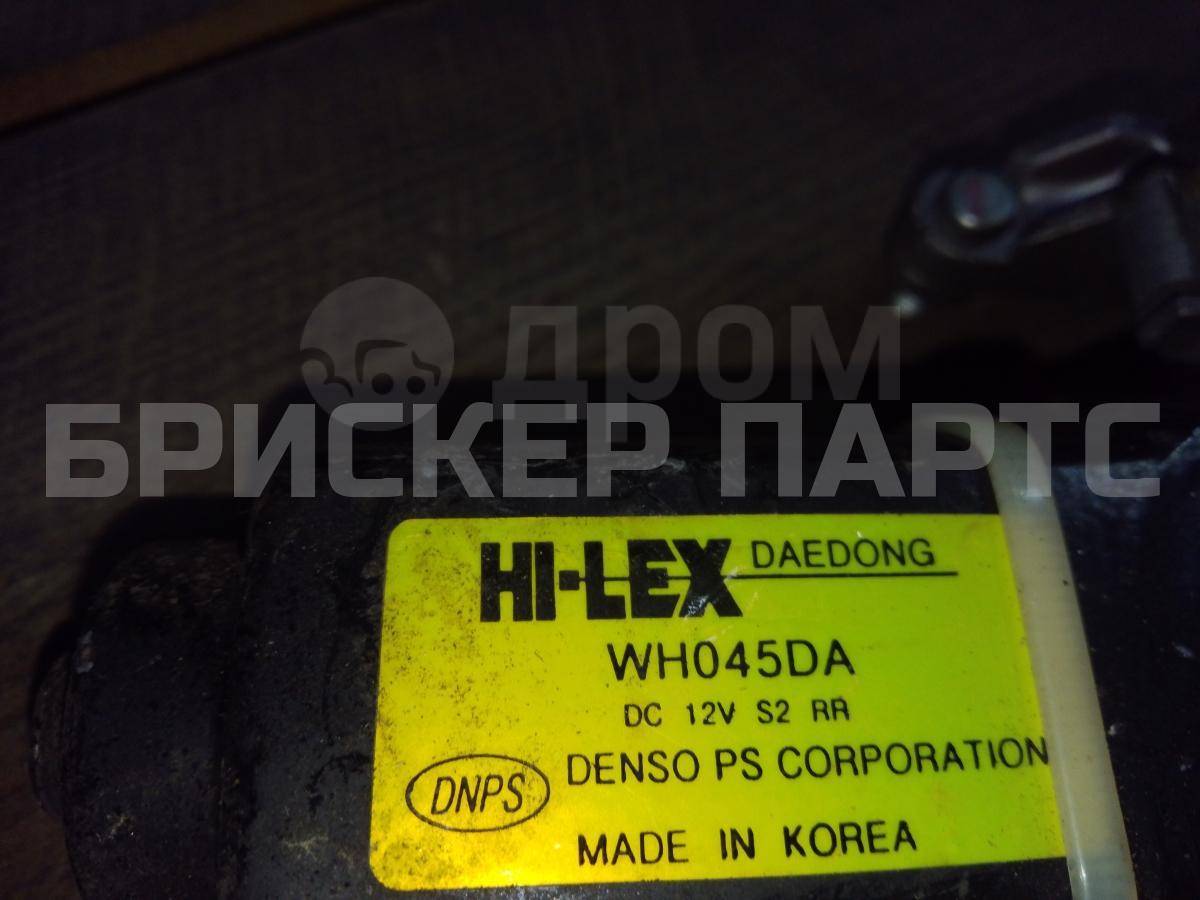 дром
БРИСКЕР ПАРТС
HI-LEX DAEDONG
WH045DA
DC 12V S2 RR
DNPS DENSO PS CORPORATION
MADE IN KOREA